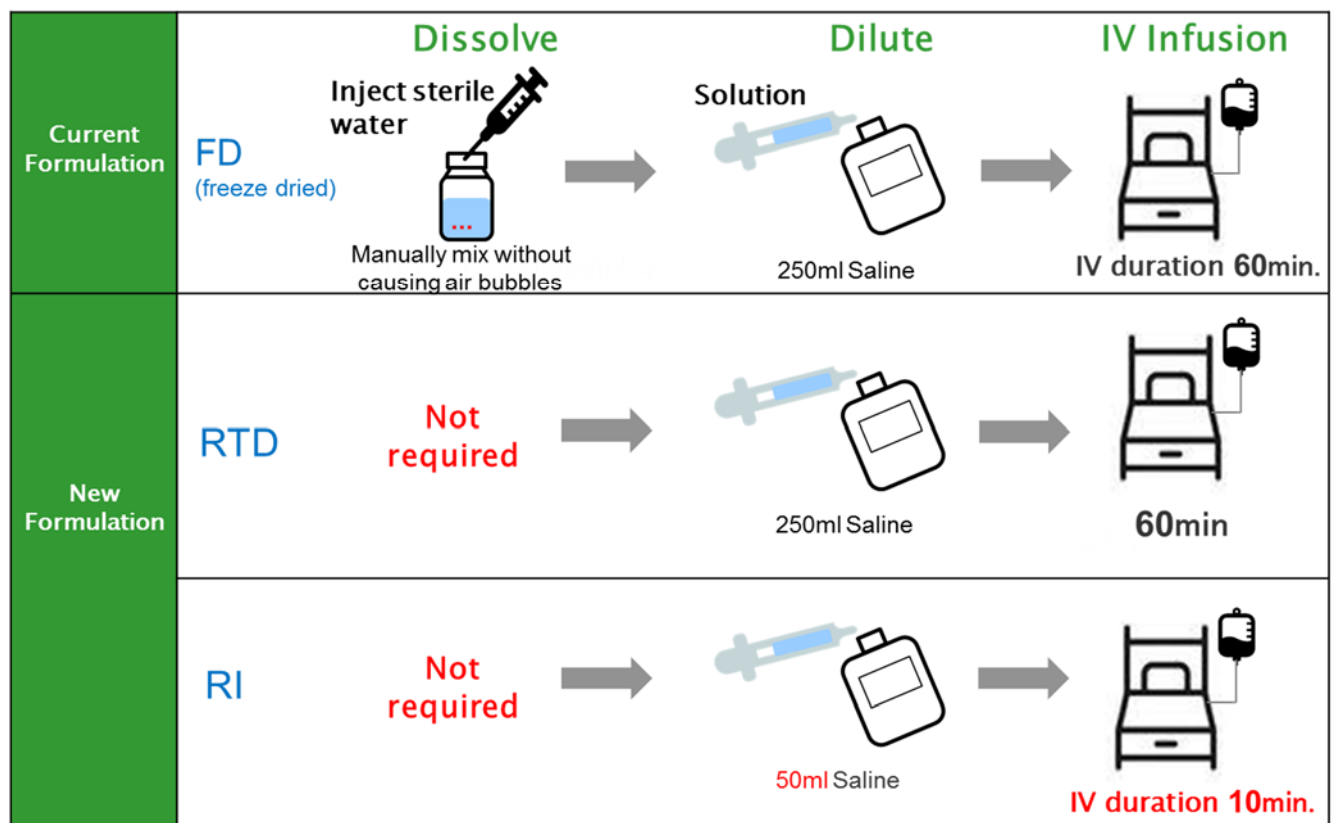 Dissolve
Dilute
IV Infusion
Current
Formulation
FD
(freeze dried)
Inject sterile
water
Manually mix without
causing air bubbles
Solution
250ml Saline
IV duration 60min.
New
Formulation
RTD
Not
required
250ml Saline
60min
RI
Not
required
50ml Saline
IV duration 10min.